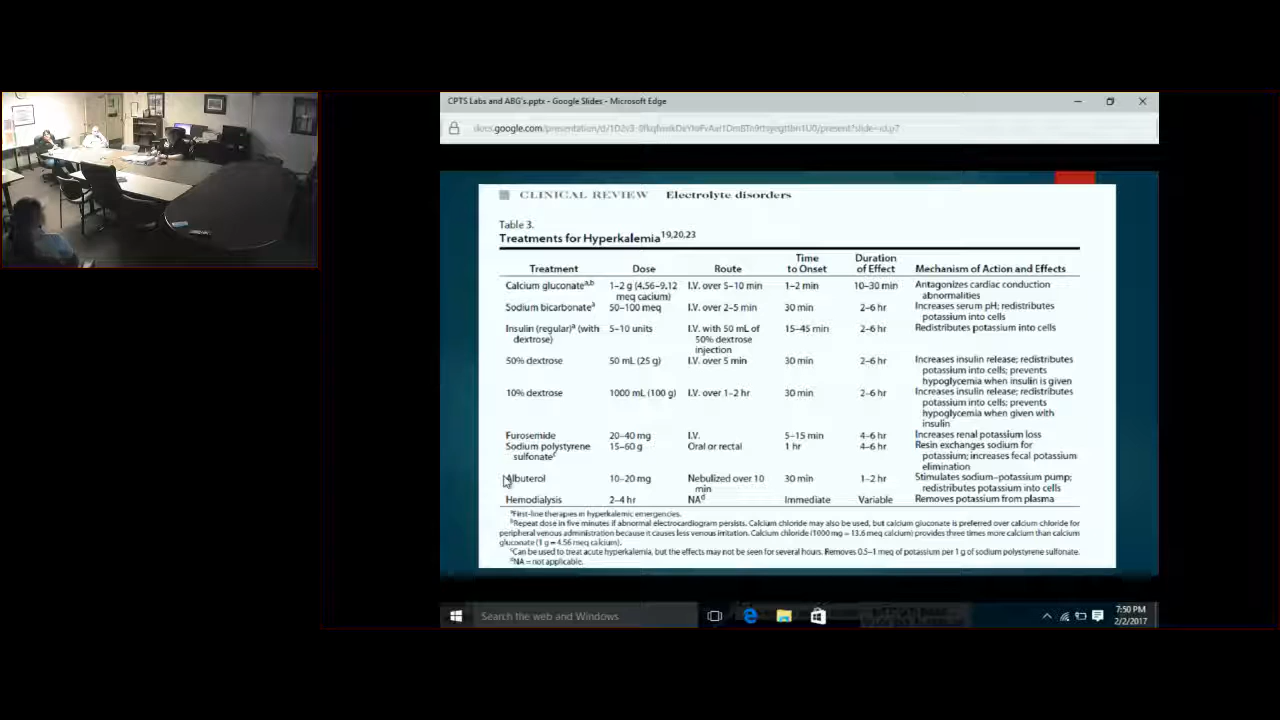 CPTS Labs and ABG's.pptx - Google Slides - Microsoft Edge
docs.google.com/presentation/d/
CLINICAL REVIEW Electrolyte disorders
Table 3.
Treatments for Hyperkalemia19,20,23
Treatment Dose Route Time to Onset Duration of Effect Mechanism of Action and Effects
Calcium gluconatea,b 1–2 g (4.56–9.12 meq cacium) I.V. over 5–10 min 1–2 min 10–30 min Antagonizes cardiac conduction abnormalities
Sodium bicarbonatea 50–100 meq I.V. over 2–5 min 30 min 2–6 hr Increases serum pH; redistributes potassium into cells
Insulin (regular)a (with dextrose) 5–10 units I.V. with 50 mL of 50% dextrose injection 15–45 min 2–6 hr Redistributes potassium into cells
50% dextrose 50 mL (25 g) I.V. over 5 min 30 min 2–6 hr Increases insulin release; redistributes potassium into cells; prevents hypoglycemia when insulin is given
10% dextrose 1000 mL (100 g) I.V. over 1–2 hr 30 min 2–6 hr Increases insulin release; redistributes potassium into cells; prevents hypoglycemia when given with insulin
Furosemide 20–40 mg I.V. 5–15 min 4–6 hr Increases renal potassium loss
Sodium polystyrene sulfonatec 15–60 g Oral or rectal 1 hr 4–6 hr Resin exchanges sodium for potassium; increases fecal potassium elimination
Albuterol 10–20 mg Nebulized over 10 min 30 min 1–2 hr Stimulates sodium–potassium pump; redistributes potassium into cells
Hemodialysis 2–4 hr NAd Immediate Variable Removes potassium from plasma
aFirst-line therapies in hyperkalemic emergencies.
bRepeat dose in five minutes if abnormal electrocardiogram persists. Calcium chloride may also be used, but calcium gluconate is preferred over calcium chloride for
peripheral venous administration because it causes less venous irritation. Calcium chloride (1000 mg = 13.6 meq calcium) provides three times more calcium than calcium
gluconate (1 g = 4.56 meq calcium).
cCan be used to treat acute hyperkalemia, but the effects may not be seen for several hours. Removes 0.5–1 meq of potassium per 1 g of sodium polystyrene sulfonate.
dNA = not applicable.
Search the web and Windows
7:50 PM
2/2/2017